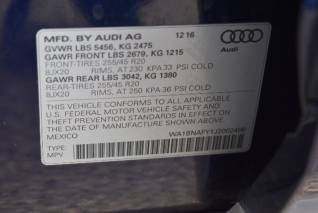 MFD. BY AUDI AG 12 16
GVWR LBS 5456, KG 2475
GAWR FRONT LBS 2679, KG 1215
FRONT-TIRES 255/45 R20
8JX20 RIMS, AT 230 KPA 33 PSI COLD
GAWR REAR LBS 3042, KG 1380
REAR-TIRES 255/45 R20
8JX20 RIMS, AT 250 KPA 36 PSI COLD
Audi
THIS VEHICLE CONFORMS TO ALL APPLICABLE
FEDERAL MOTOR VEHICLE SAFETY AND
THEFT PREVENTION STANDARDS IN EFFECT
ON THE DATE OF MANUFACTURE SHOWN ABOVE
MEXICO
TYPE:
MPV